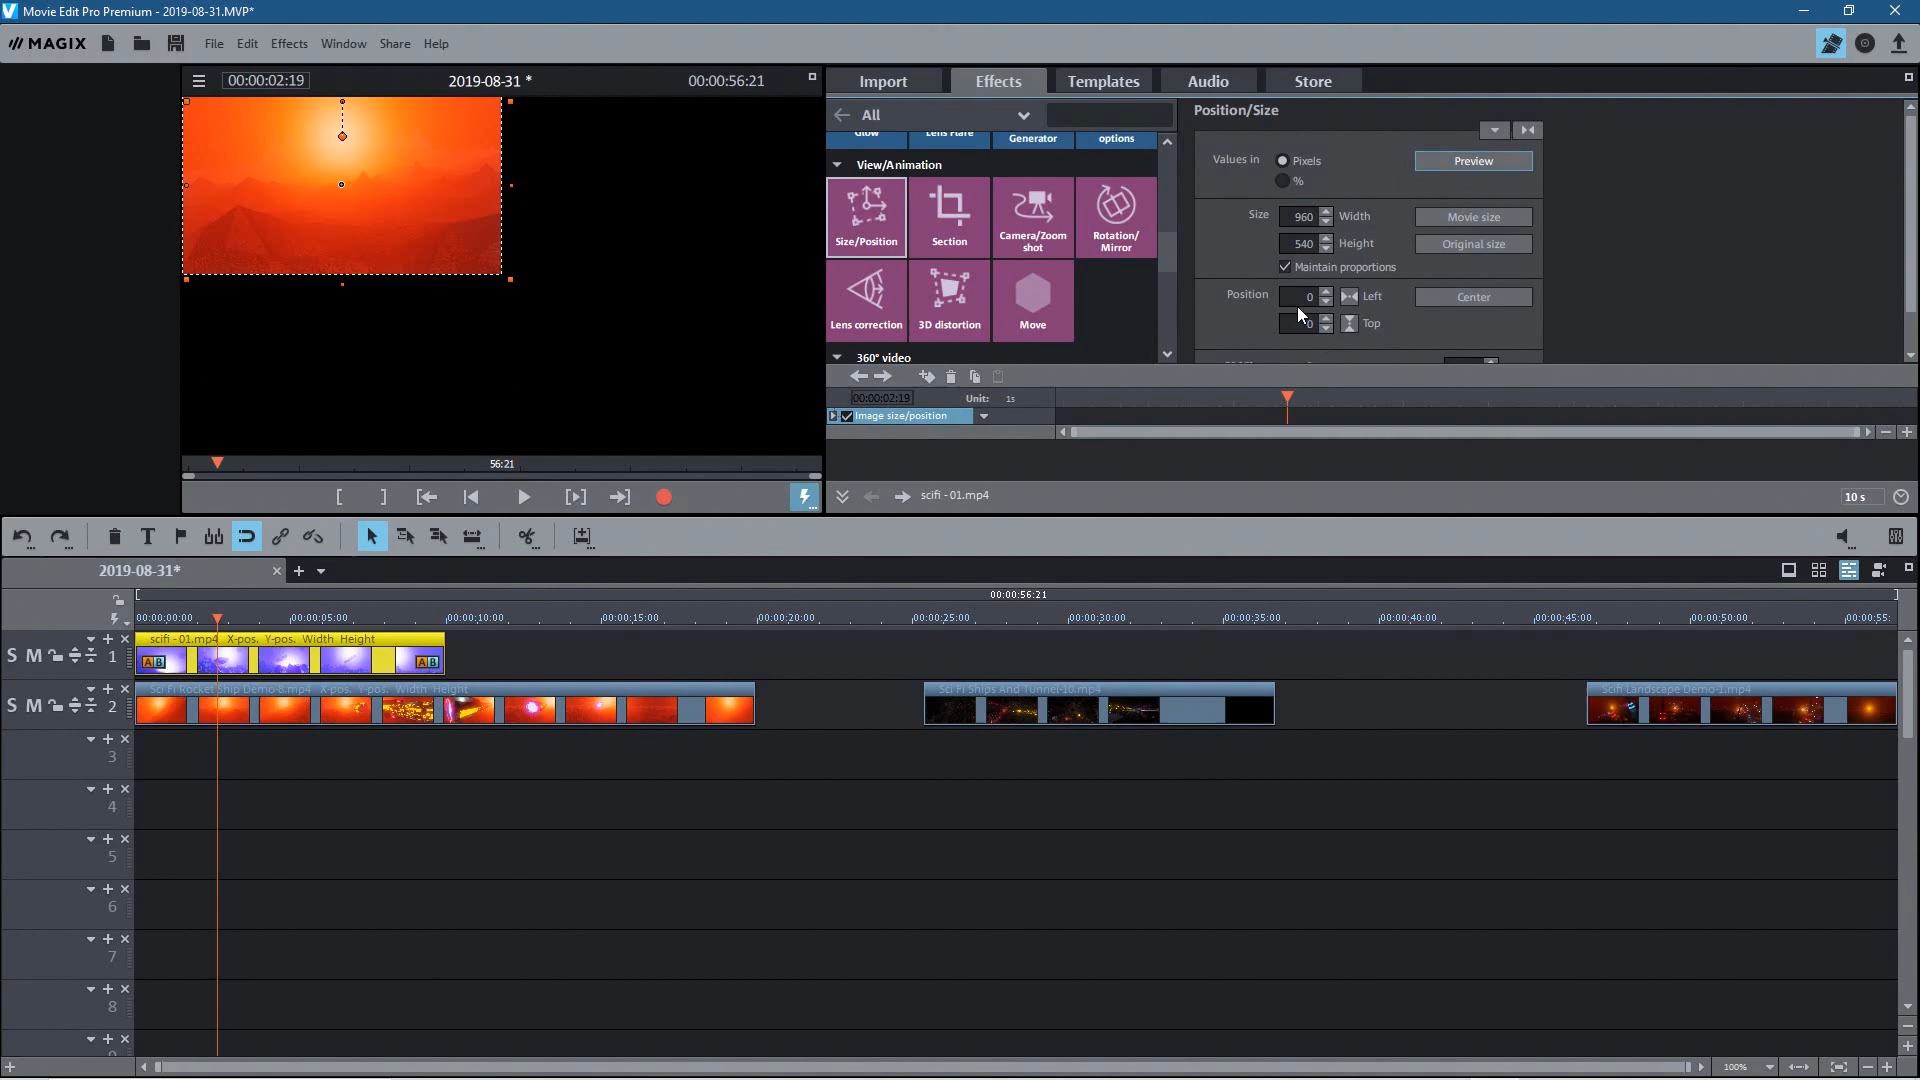 Movie Edit Pro Premium - 2019-08-31.MVP*
MAGIX File Edit Effects Window Share Help
00:00:02:19 2019-08-31 * 00:00:56:21
Import Effects Templates Audio Store
All
Position/Size
Glow Lens Flare Generator options
View/Animation
Values in Pixels Preview
%
Size/Position Section Camera/Zoom shot Rotation/ Mirror
Size 960 Width Movie size
540 Height Original size
Maintain proportions
Position 0 Left Center
0 Top
Lens correction 3D distortion Move
360° video
00:00:02:19 Unit: 1s
Image size/position
56:21
scifi - 01.mp4
10 s
2019-08-31*
00:00:56:21
00:00:00:00 00:00:05:00 00:00:10:00 00:00:15:00 00:00:20:00 00:00:25:00 00:00:30:00 00:00:35:00 00:00:40:00 00:00:45:00 00:00:50:00 00:00:55:
scifi - 01.mp4 X-pos. Y-pos. Width Height
S M 1
A B A B
Sci Fi Rocket Ship Demo-8.mp4 X-pos. Y-pos. Width Height
Sci Fi Ships And Tunnel-10.mp4
Scifi Landscape Demo-1.mp4
S M 2
3
4
5
6
7
8
100%